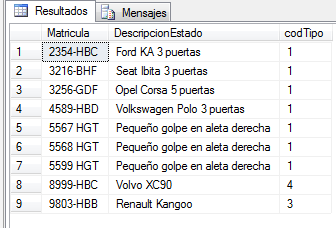 Resultados Mensajes
Matricula DescripcionEstado codTipo
1 2354-HBC Ford KA 3 puertas 1
2 3216-BHF Seat Ibita 3 puertas 1
3 3256-GDF Opel Corsa 5 puertas 1
4 4589-HBD Volkswagen Polo 3 puertas 1
5 5567 HGT Pequeño golpe en aleta derecha 1
6 5568 HGT Pequeño golpe en aleta derecha 1
7 5599 HGT Pequeño golpe en aleta derecha 1
8 8999-HBC Volvo XC90 4
9 9803-HBB Renault Kangoo 3